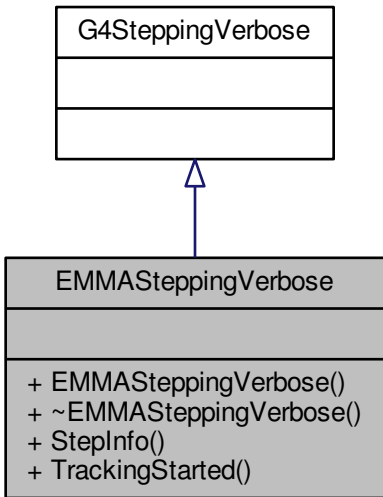 G4SteppingVerbose
EMMASteppingVerbose
+ EMMASteppingVerbose()
+ ~EMMASteppingVerbose()
+ StepInfo()
+ TrackingStarted()